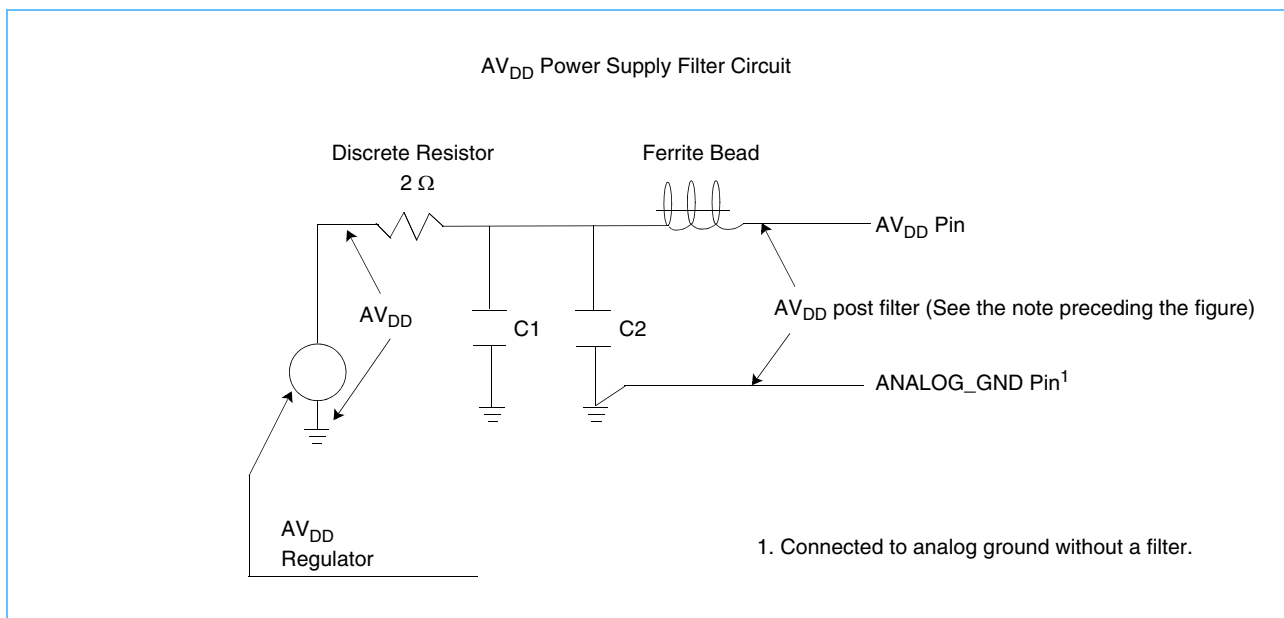 AVDD Power Supply Filter Circuit
Discrete Resistor
2 Ω
Ferrite Bead
AVDD Pin
AVDD
C1
C2
AVDD post filter (See the note preceding the figure)
ANALOG_GND Pin1
AVDD
Regulator
1. Connected to analog ground without a filter.